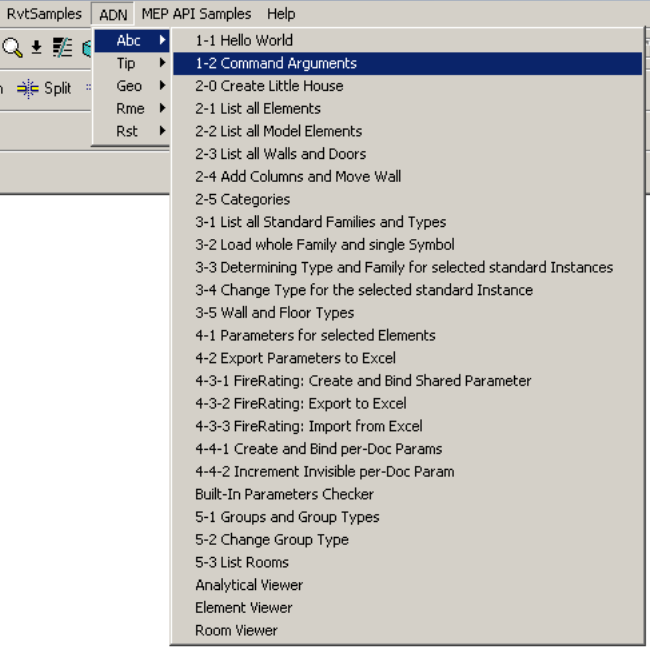 RvtSamples ADN MEP API Samples Help
Abc
Tip
Geo
Rme
Rst
Split
1-1 Hello World
1-2 Command Arguments
2-0 Create Little House
2-1 List all Elements
2-2 List all Model Elements
2-3 List all Walls and Doors
2-4 Add Columns and Move Wall
2-5 Categories
3-1 List all Standard Families and Types
3-2 Load whole Family and single Symbol
3-3 Determining Type and Family for selected standard Instances
3-4 Change Type for the selected standard Instance
3-5 Wall and Floor Types
4-1 Parameters for selected Elements
4-2 Export Parameters to Excel
4-3-1 FireRating: Create and Bind Shared Parameter
4-3-2 FireRating: Export to Excel
4-3-3 FireRating: Import from Excel
4-4-1 Create and Bind per-Doc Params
4-4-2 Increment Invisible per-Doc Param
Built-In Parameters Checker
5-1 Groups and Group Types
5-2 Change Group Type
5-3 List Rooms
Analytical Viewer
Element Viewer
Room Viewer